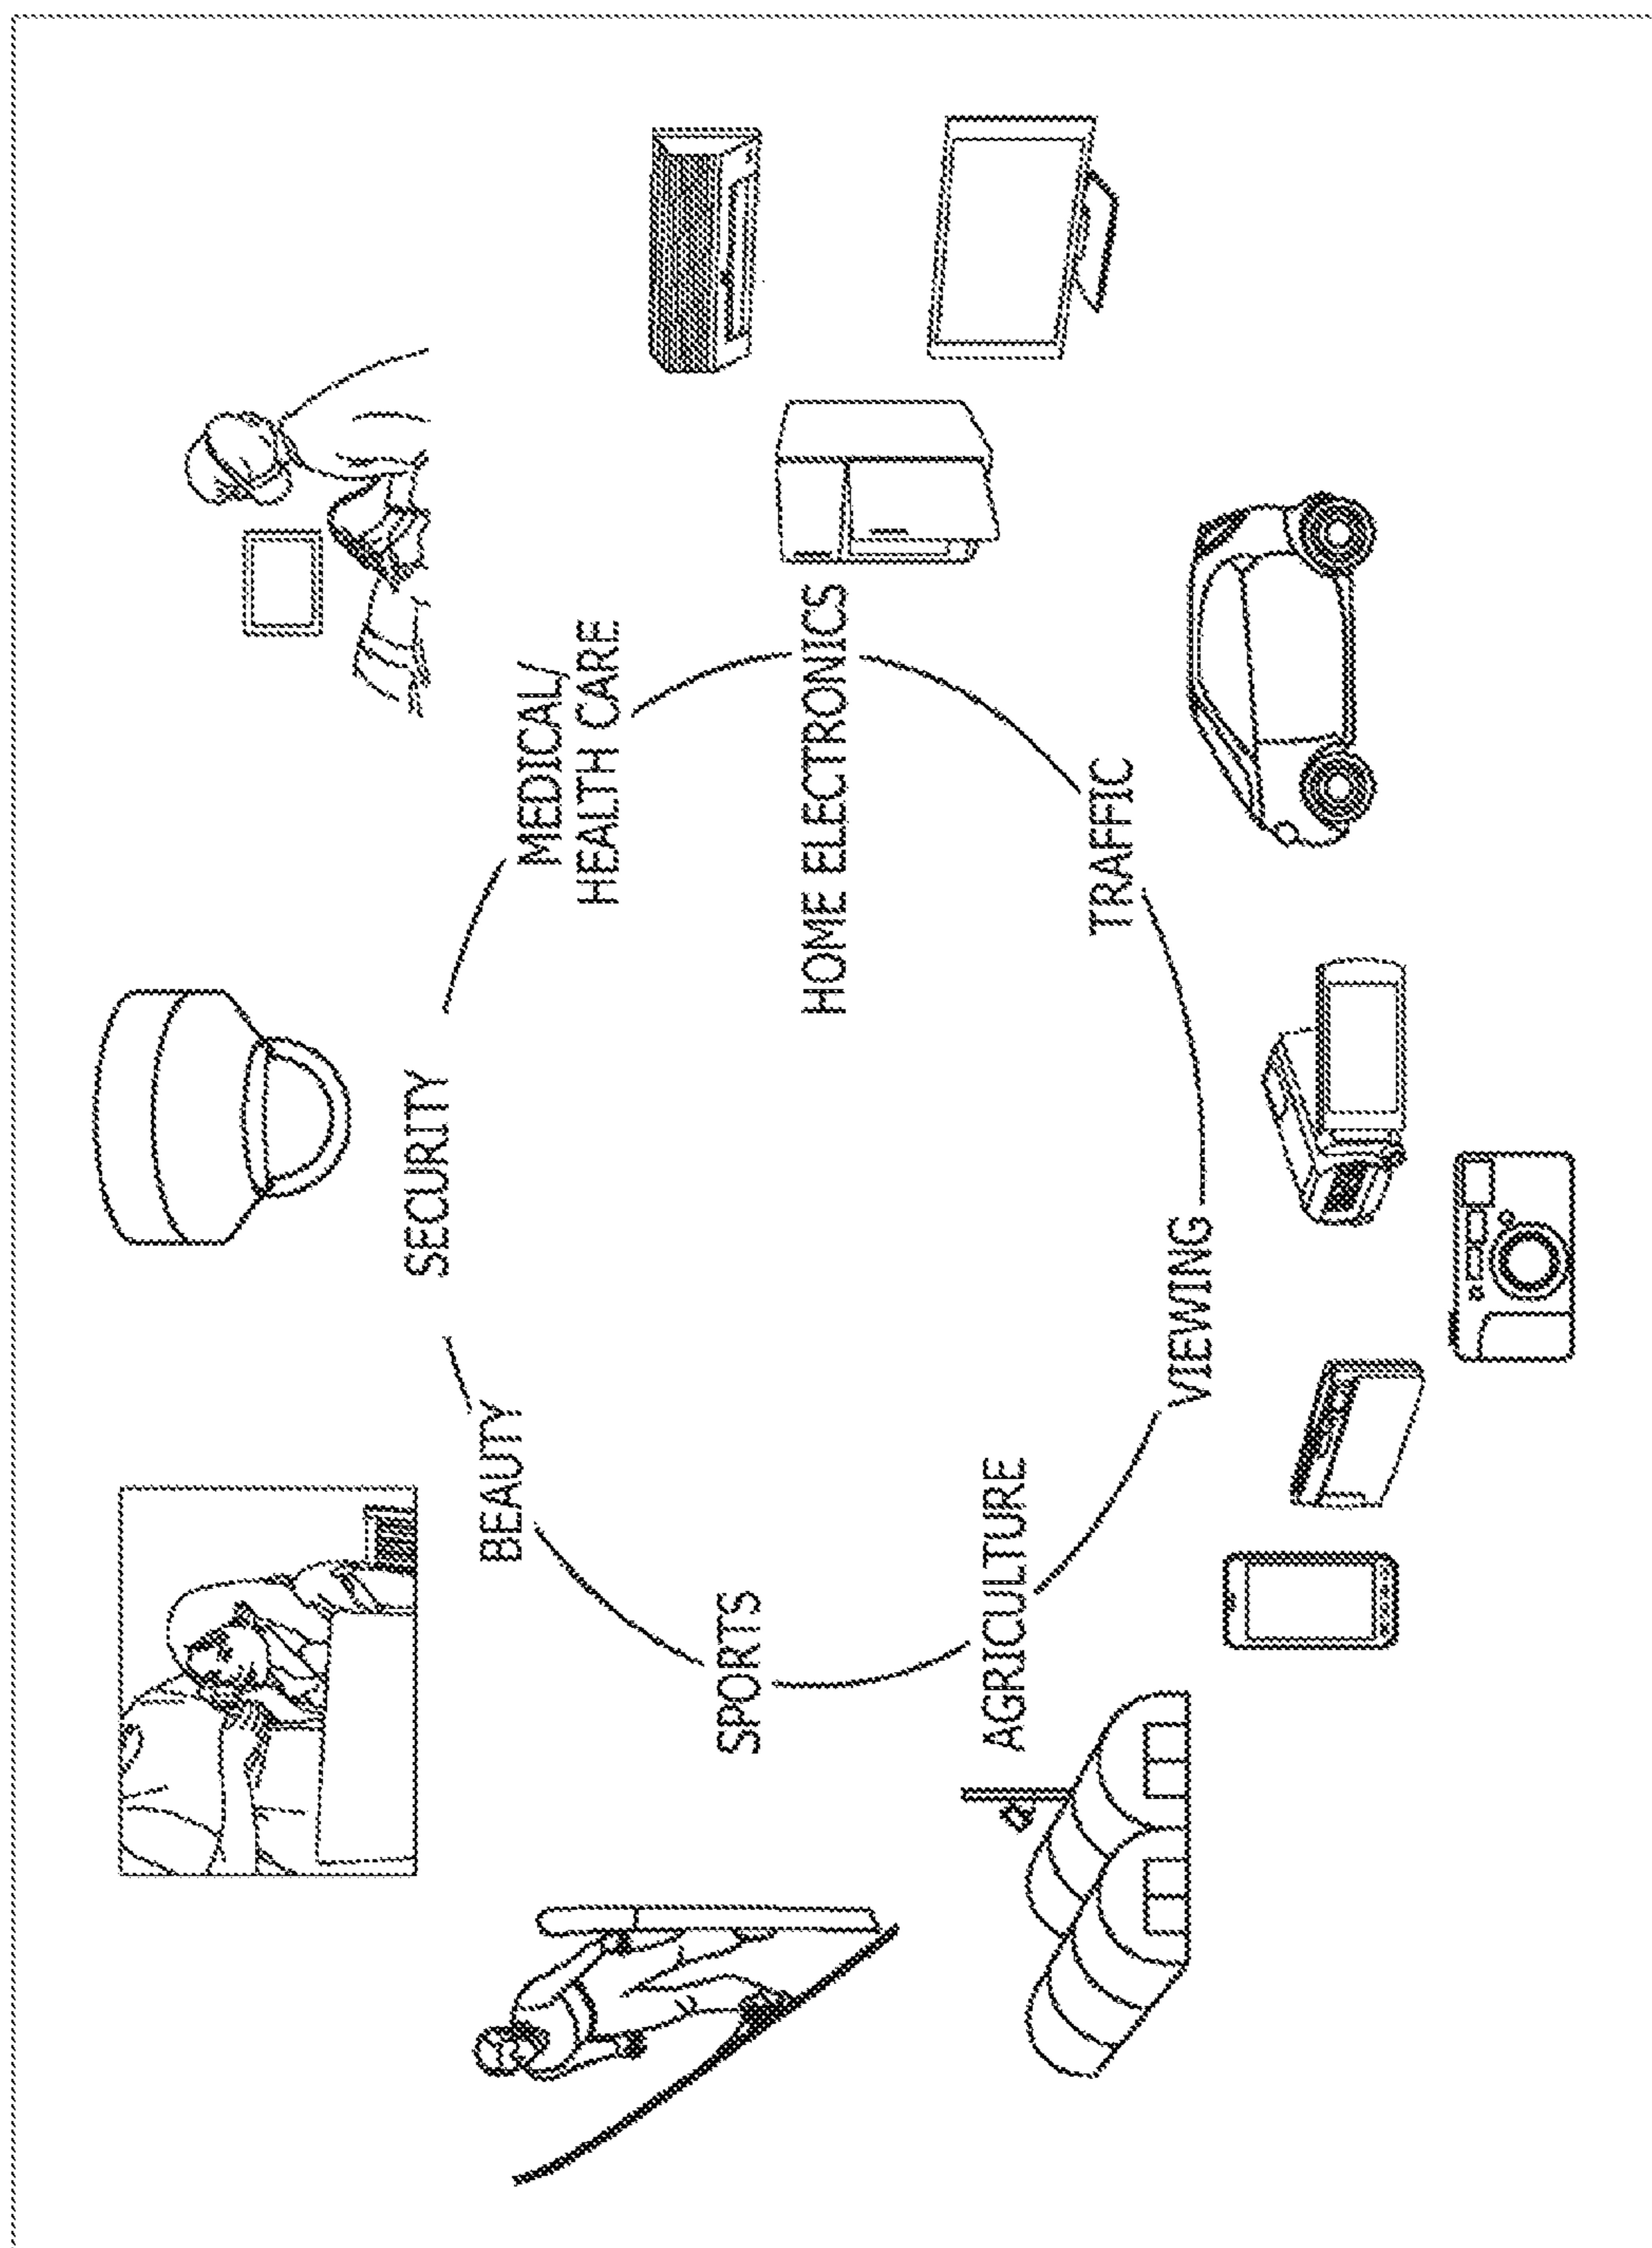 SECURITY
MEDICAL/
HEALTH CARE
HOME ELECTRONICS
TRAFFIC
VIEWING
AGRICULTURE
SPORTS
BEAUTY